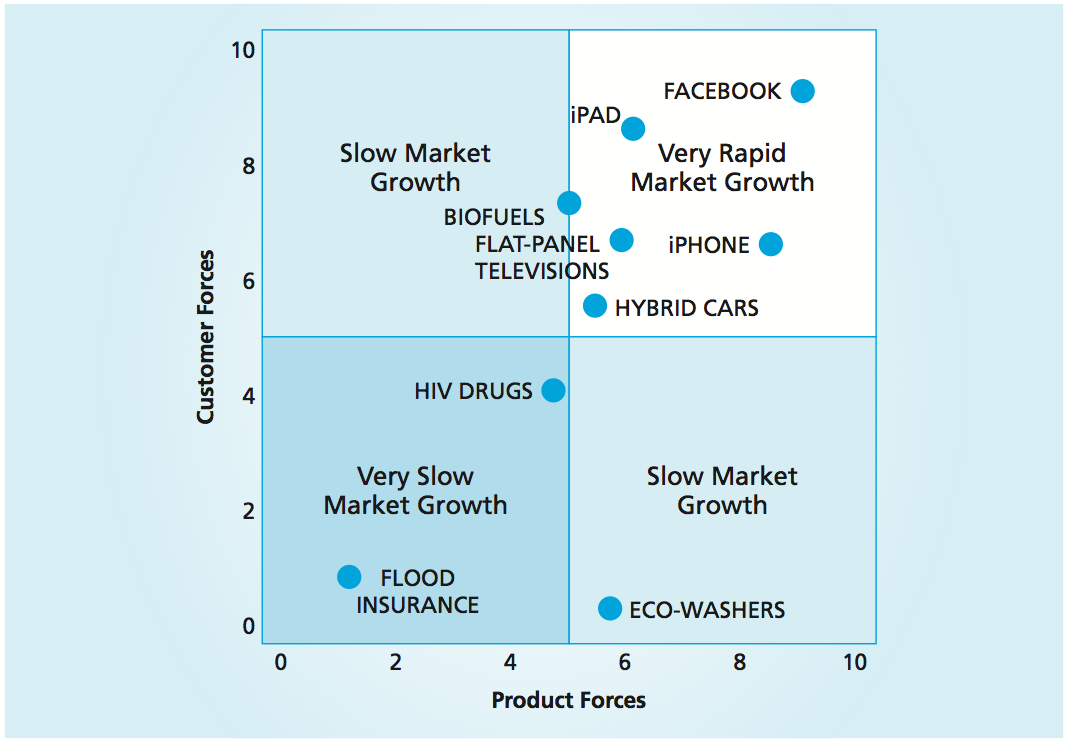 10
8
6
4
2
0
Customer Forces
FACEBOOK
iPAD
Slow Market
Growth
Very Rapid
Market Growth
BIOFUELS
FLAT-PANEL
TELEVISIONS
iPHONE
HYBRID CARS
HIV DRUGS
Very Slow
Market Growth
Slow Market
Growth
FLOOD
INSURANCE
ECO-WASHERS
0 2 4 6 8 10
Product Forces